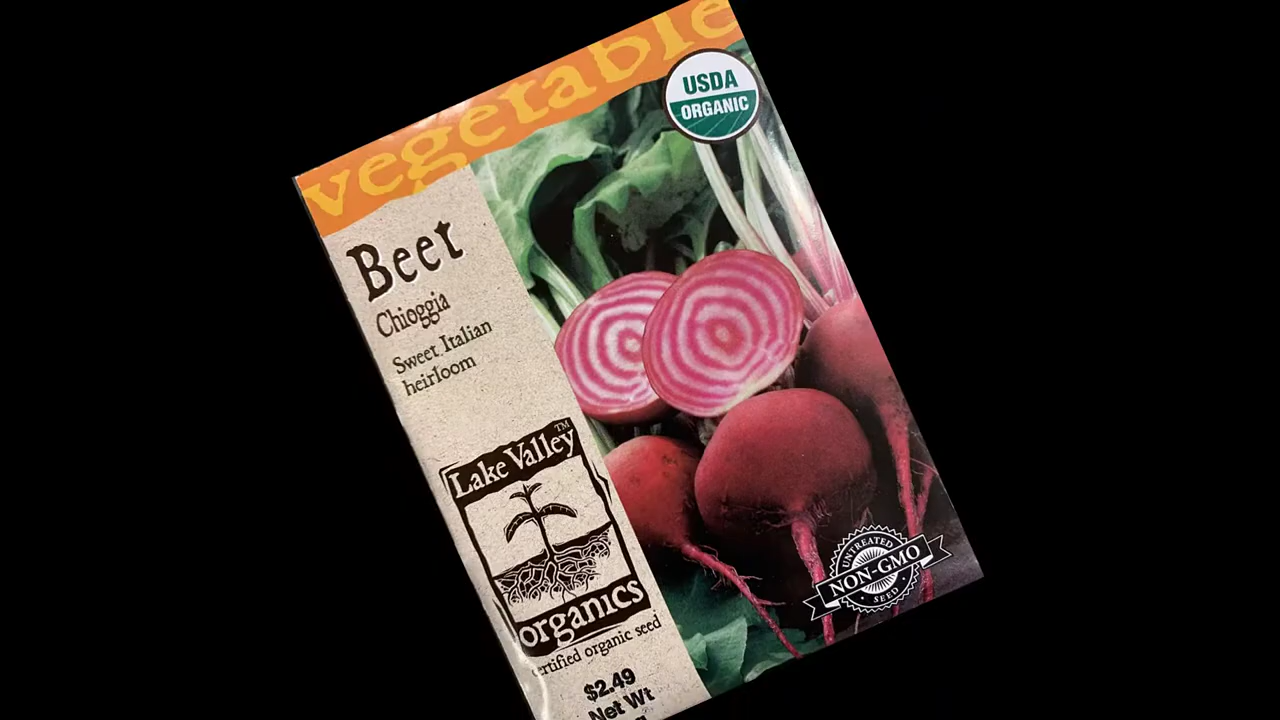 vegetable
USDA
ORGANIC
Beet
Chioggia
Sweet Italian
heirloom
Lake Valley™
organics
certified organic seed
$2.49
Net Wt
UNTREATED
NON-GMO
SEED